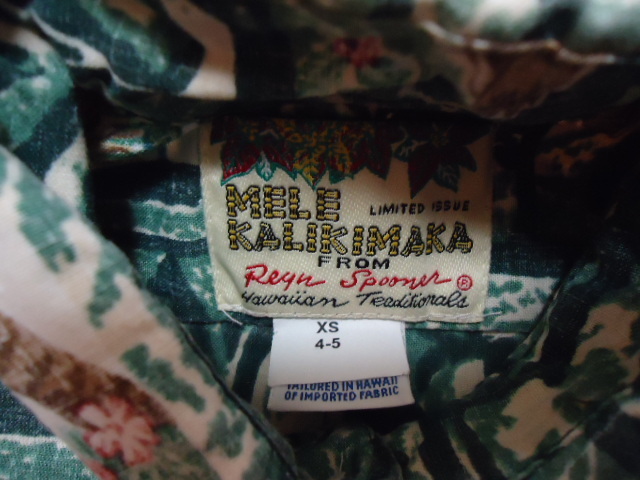 MELE
LIMITED ISSUE
KALIKIMAKA
FROM
Reyn Spooner ®
Hawaiian Traditionals
XS
4-5
TAILORED IN HAWAII
OF IMPORTED FABRIC